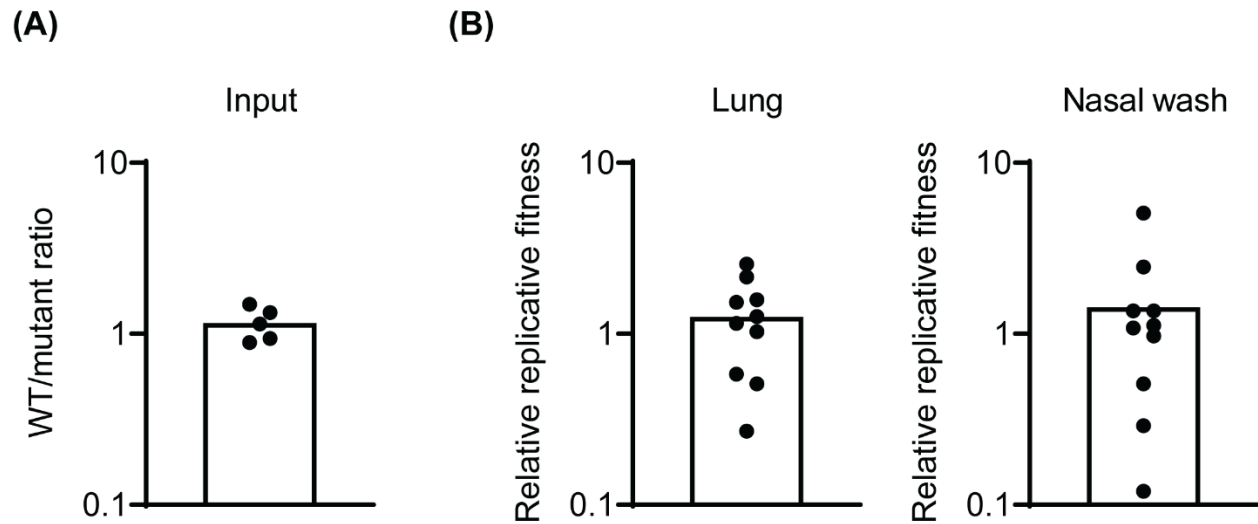 (A)
Input
WT/mutant ratio
10
1
0.1
(B)
Lung
Relative replicative fitness
10
1
0.1
Nasal wash
Relative replicative fitness
10
1
0.1